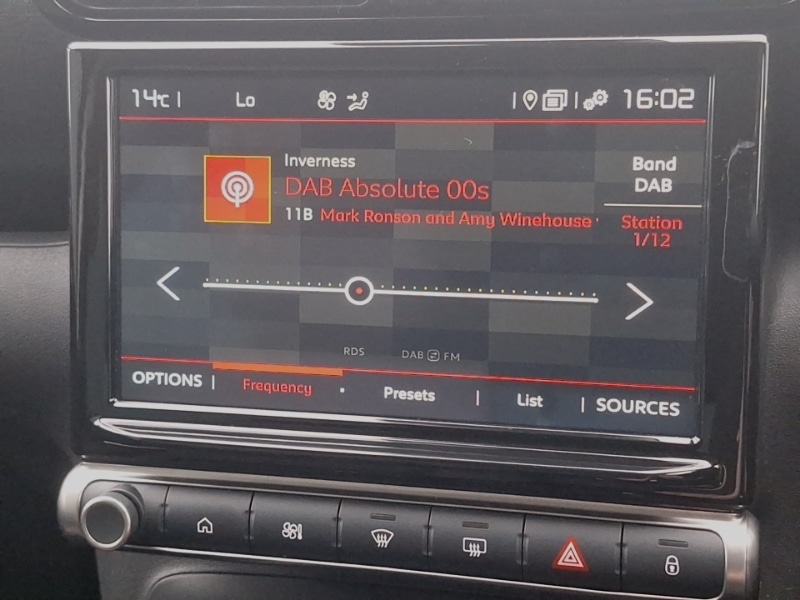 14°C | Lo | | 16:02
Inverness
DAB Absolute 00s
11B Mark Ronson and Amy Winehouse
Band
DAB
Station
1/12
RDS DAB FM
OPTIONS | Frequency · Presets | List | SOURCES